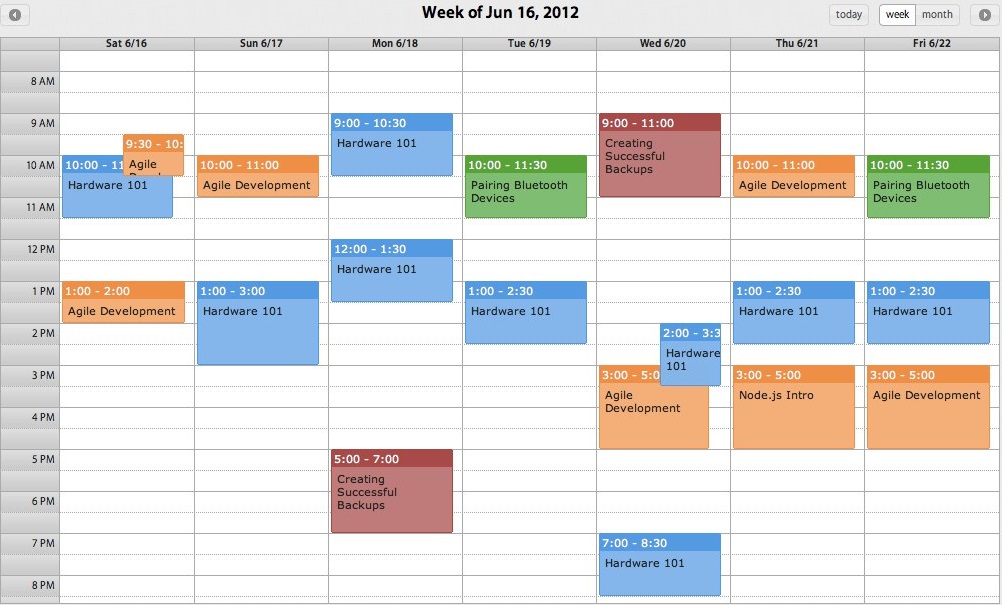 Week of Jun 16, 2012
today
week
month
Sat 6/16
Sun 6/17
Mon 6/18
Tue 6/19
Wed 6/20
Thu 6/21
Fri 6/22
8 AM
9 AM
10 AM
11 AM
12 PM
1 PM
2 PM
3 PM
4 PM
5 PM
6 PM
7 PM
8 PM
9:30 - 10:
Agile
10:00 - 11
Hardware 101
1:00 - 2:00
Agile Development
10:00 - 11:00
Agile Development
1:00 - 3:00
Hardware 101
9:00 - 10:30
Hardware 101
12:00 - 1:30
Hardware 101
5:00 - 7:00
Creating
Successful
Backups
10:00 - 11:30
Pairing Bluetooth
Devices
1:00 - 2:30
Hardware 101
9:00 - 11:00
Creating
Successful
Backups
2:00 - 3:3
Hardware
101
3:00 - 5:0
Agile
Development
7:00 - 8:30
Hardware 101
10:00 - 11:00
Agile Development
1:00 - 2:30
Hardware 101
3:00 - 5:00
Node.js Intro
10:00 - 11:30
Pairing Bluetooth
Devices
1:00 - 2:30
Hardware 101
3:00 - 5:00
Agile Development